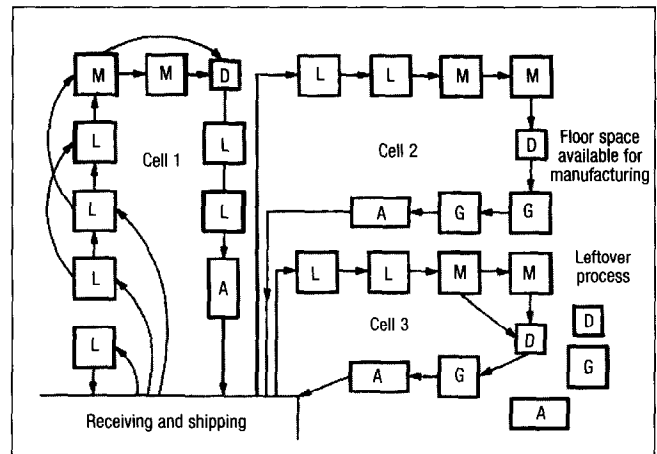 M M D
L
Cell 1
L
L
L
L
L
A
L L M M
Cell 2
D
Floor space
available for
manufacturing
A G G
L L M M
Cell 3
D
A G
Leftover
process
D
G
A
Receiving and shipping